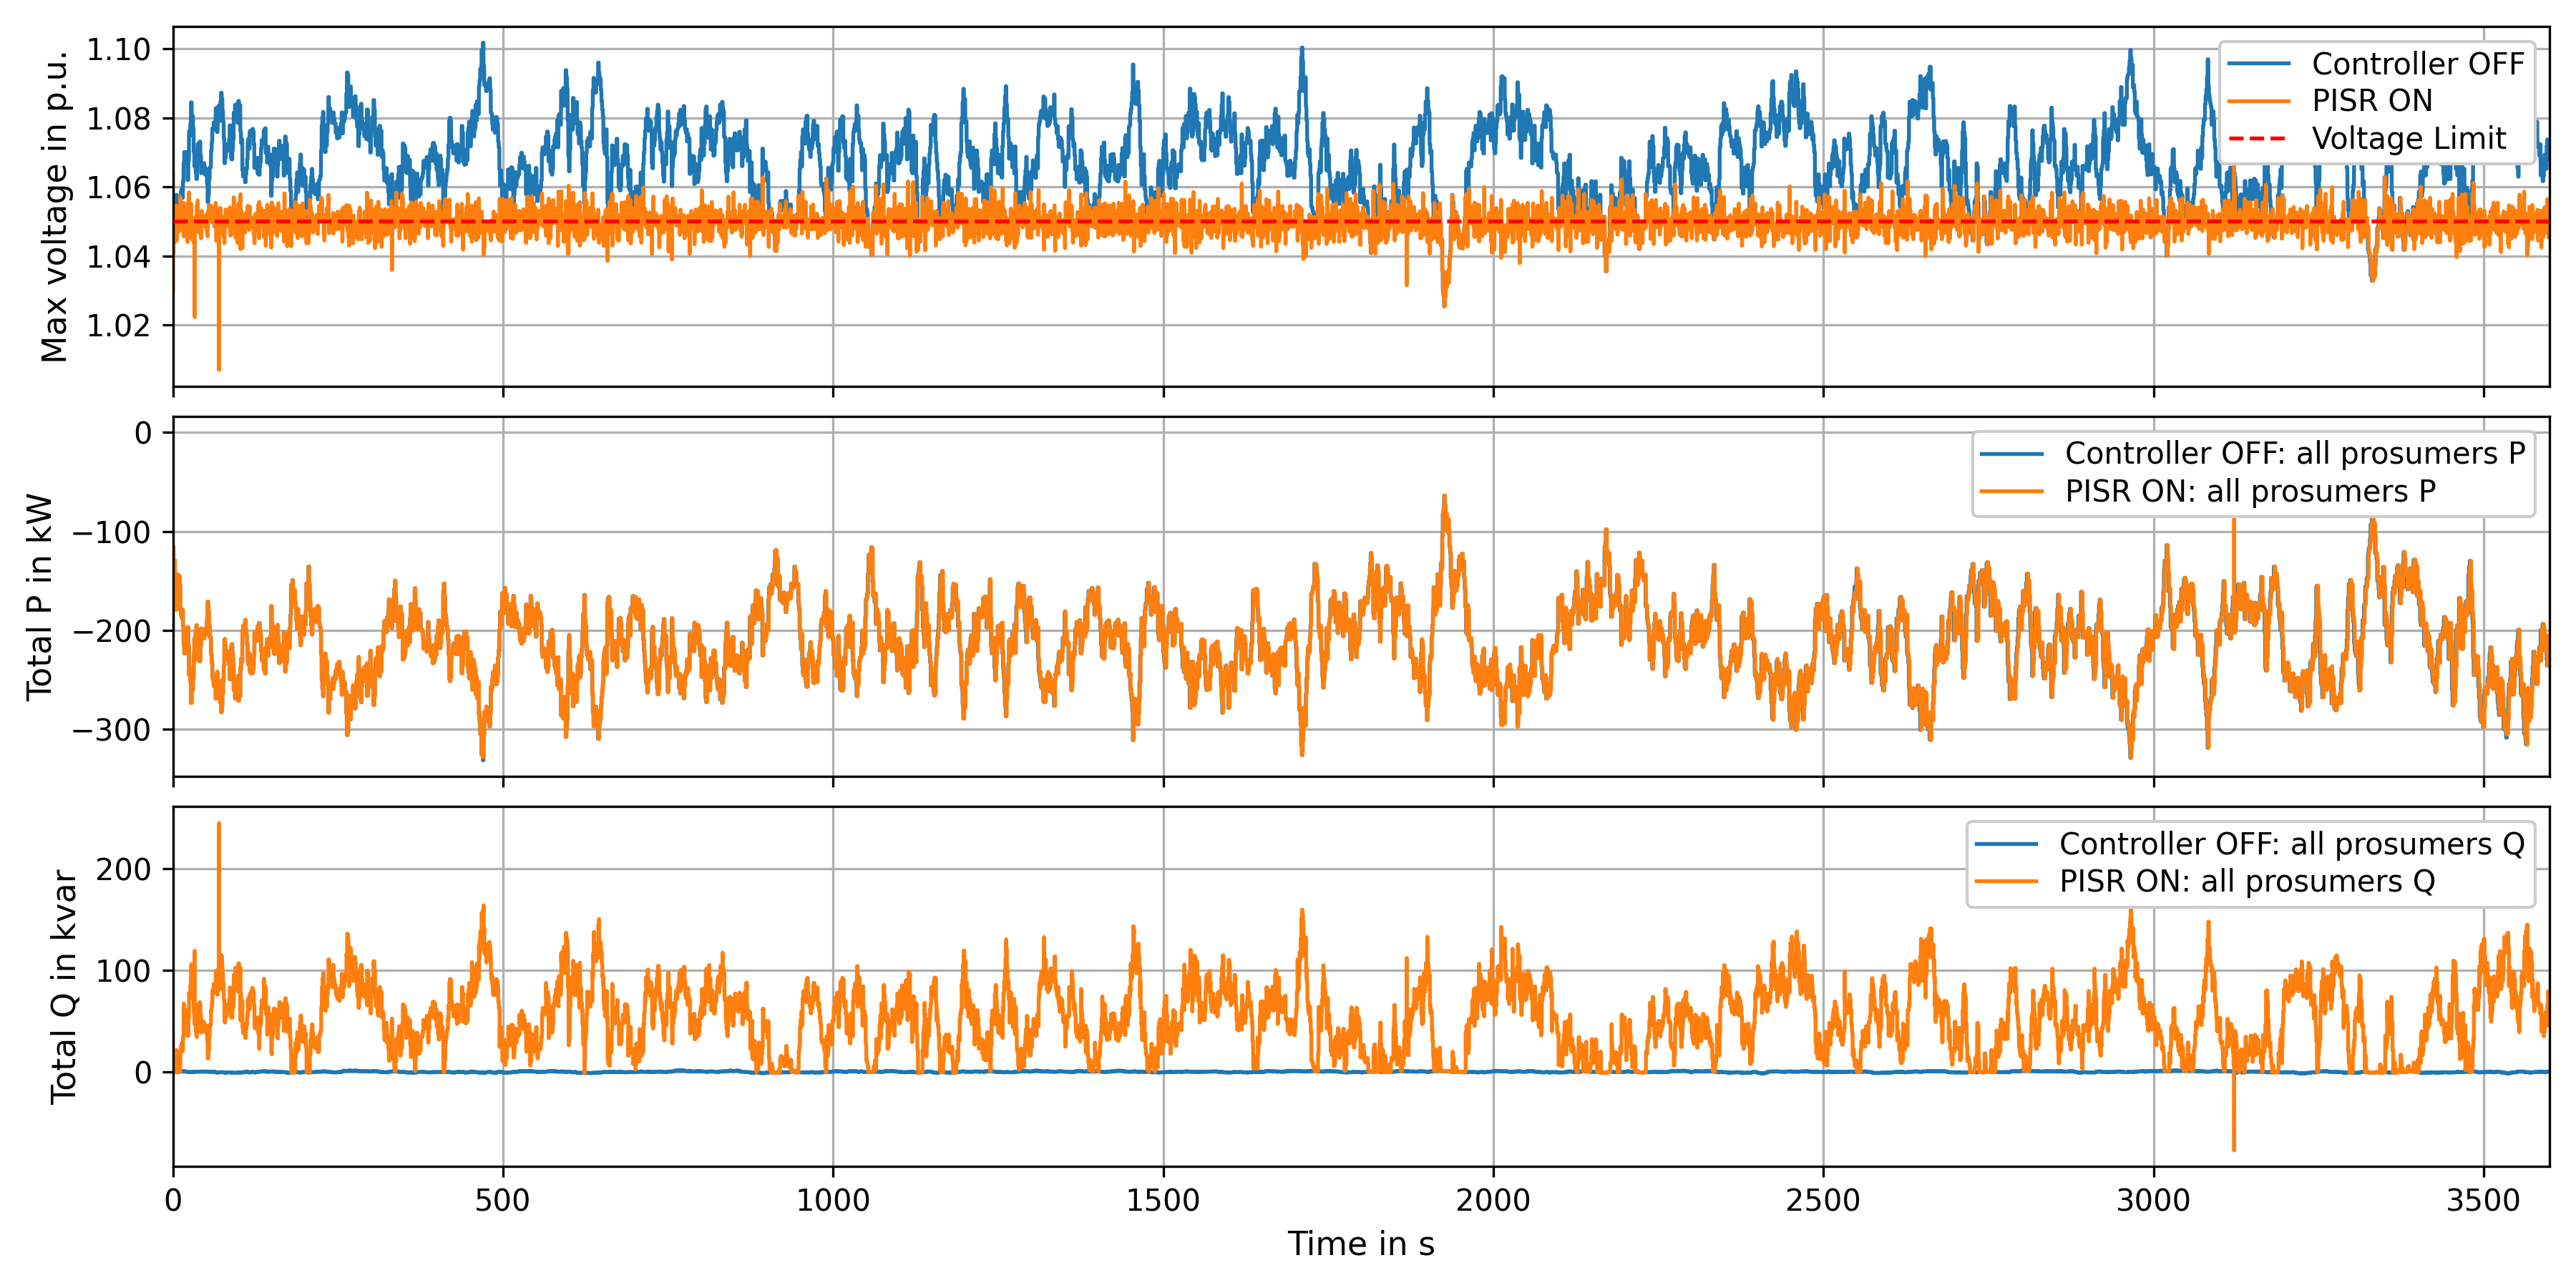 Max voltage in p.u.
1.10
1.08
1.06
1.04
1.02
Controller OFF
PISR ON
Voltage Limit
Total P in kW
0
−100
−200
−300
Controller OFF: all prosumers P
PISR ON: all prosumers P
Total Q in kvar
200
100
0
Controller OFF: all prosumers Q
PISR ON: all prosumers Q
0 500 1000 1500 2000 2500 3000 3500
Time in s